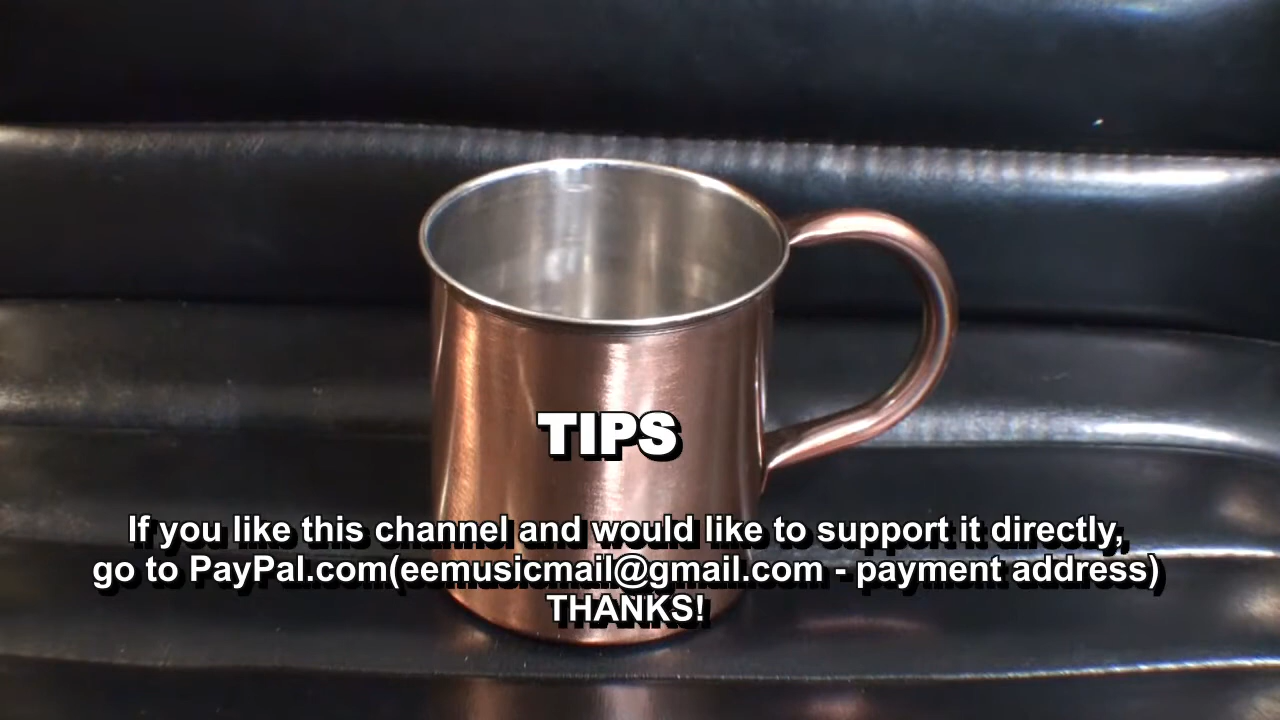 TIPS
If you like this channel and would like to support it directly,
go to PayPal.com(eemusicmail@gmail.com - payment address)
THANKS!